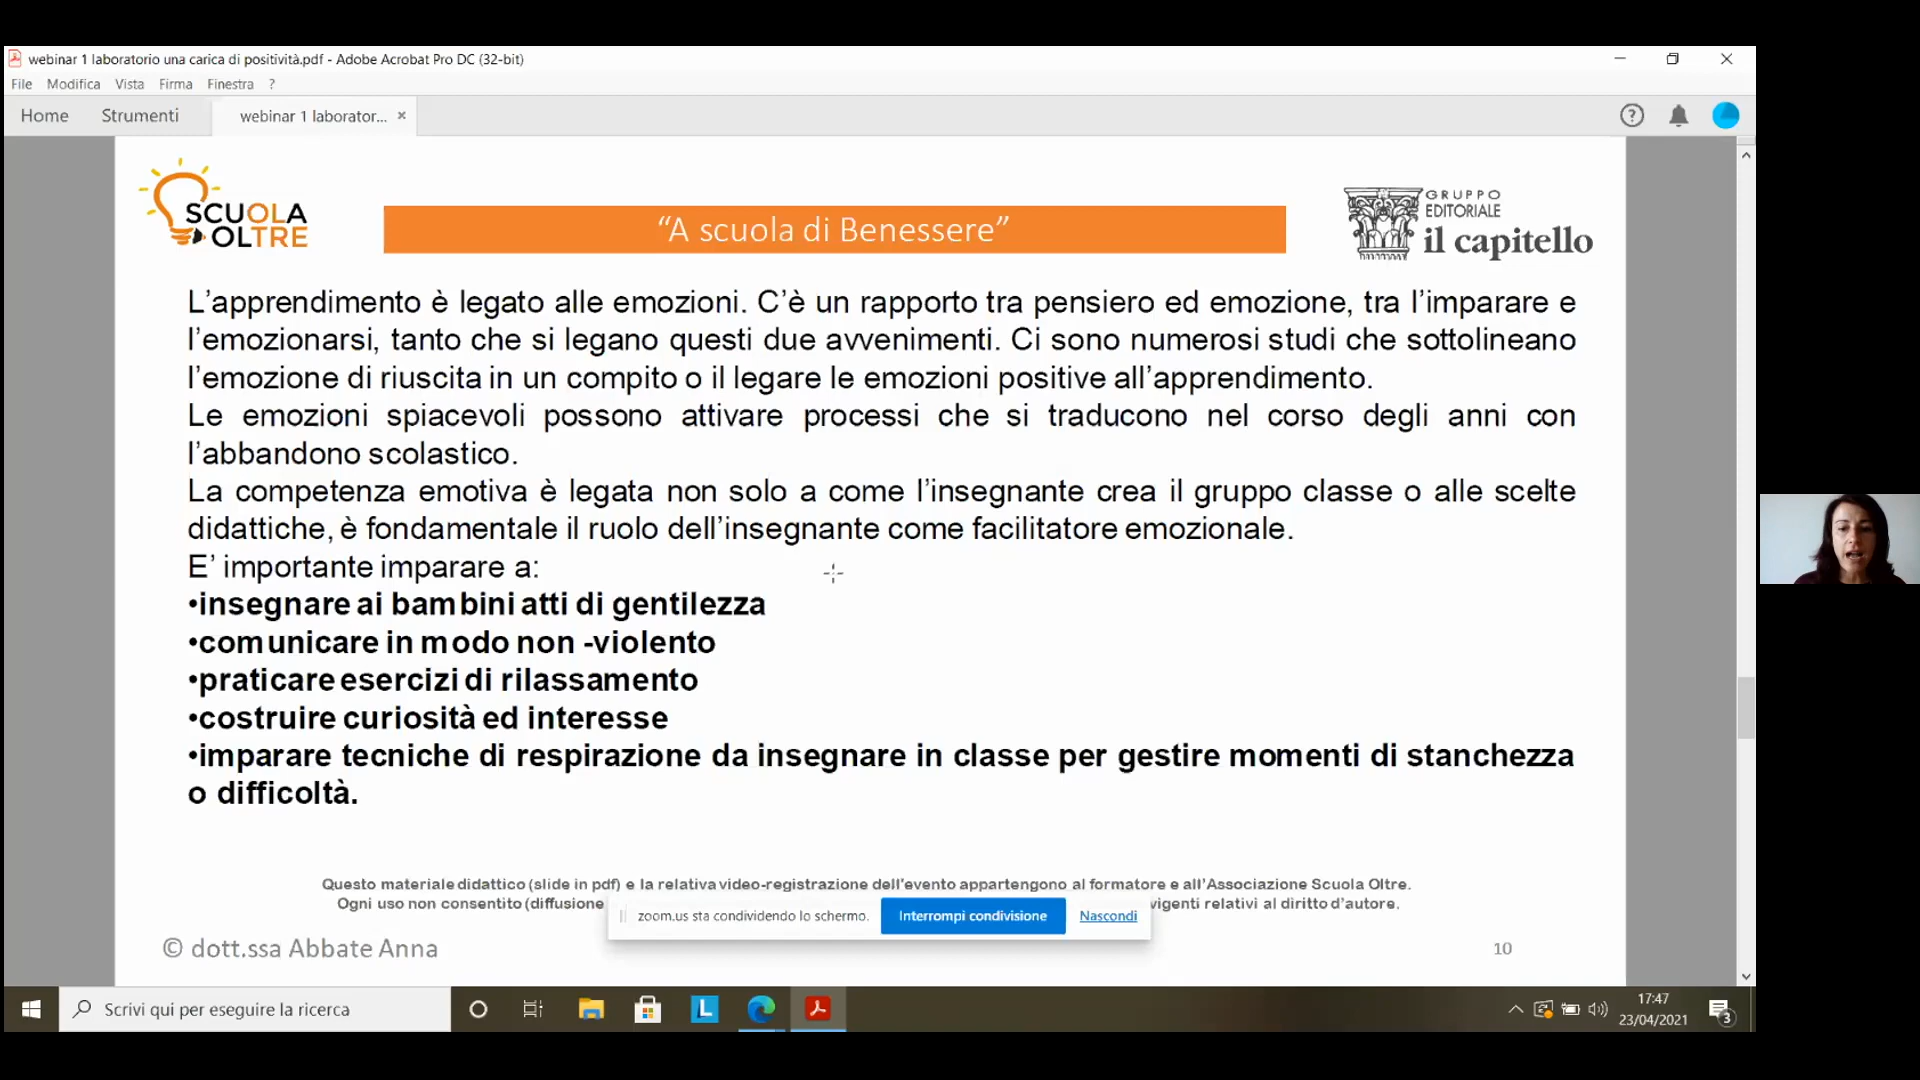 webinar 1 laboratorio una carica di positività.pdf - Adobe Acrobat Pro DC (32-bit)
File Modifica Vista Firma Finestra ?
Home Strumenti webinar 1 laborator... ×
SCUOLA
OLTRE
“A scuola di Benessere”
GRUPPO
EDITORIALE
il capitello
L’apprendimento è legato alle emozioni. C’è un rapporto tra pensiero ed emozione, tra l’imparare e
l’emozionarsi, tanto che si legano questi due avvenimenti. Ci sono numerosi studi che sottolineano
l’emozione di riuscita in un compito o il legare le emozioni positive all’apprendimento.
Le emozioni spiacevoli possono attivare processi che si traducono nel corso degli anni con
l’abbandono scolastico.
La competenza emotiva è legata non solo a come l’insegnante crea il gruppo classe o alle scelte
didattiche, è fondamentale il ruolo dell’insegnante come facilitatore emozionale.
E’ importante imparare a:
•insegnare ai bambini atti di gentilezza
•comunicare in modo non -violento
•praticare esercizi di rilassamento
•costruire curiosità ed interesse
•imparare tecniche di respirazione da insegnare in classe per gestire momenti di stanchezza
o difficoltà.
Questo materiale didattico (slide in pdf) e la relativa video-registrazione dell’evento appartengono al formatore e all’Associazione Scuola Oltre.
Ogni uso non consentito (diffusione vigenti relativi al diritto d’autore.
zoom.us sta condividendo lo schermo. Interrompi condivisione Nascondi
© dott.ssa Abbate Anna
10
Scrivi qui per eseguire la ricerca
17:47
23/04/2021
3